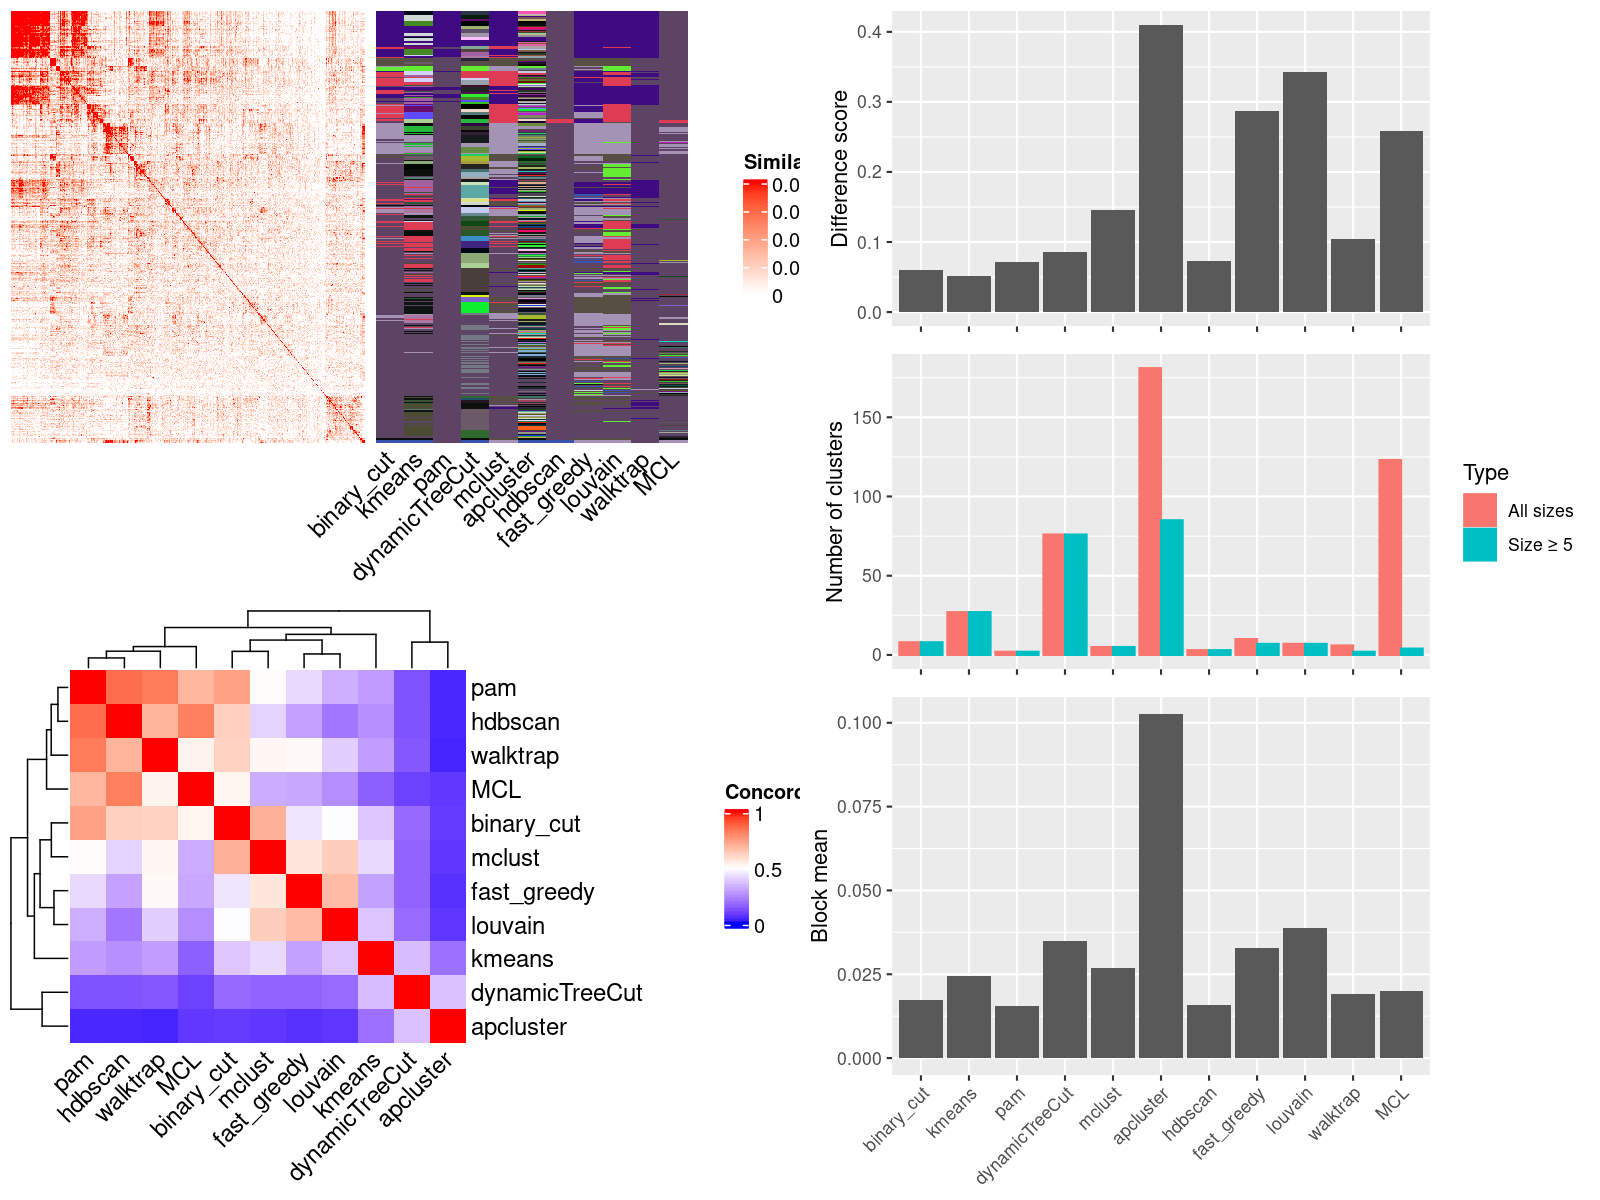 Simila
0.0
0.0
0.0
0.0
0
binary_cut
kmeans
pam
dynamicTreeCut
mclust
apcluster
hdbscan
fast_greedy
louvain
walktrap
MCL
pam
hdbscan
walktrap
MCL
binary_cut
mclust
fast_greedy
louvain
kmeans
dynamicTreeCut
apcluster
pam
hdbscan
walktrap
MCL
binary_cut
mclust
fast_greedy
louvain
kmeans
dynamicTreeCut
apcluster
Concord
1
0.5
0
Difference score
0.4
0.3
0.2
0.1
0.0
Number of clusters
150
100
50
0
Type
All sizes
Size ≥ 5
Block mean
0.100
0.075
0.050
0.025
0.000
binary_cut
kmeans
pam
dynamicTreeCut
mclust
apcluster
hdbscan
fast_greedy
louvain
walktrap
MCL